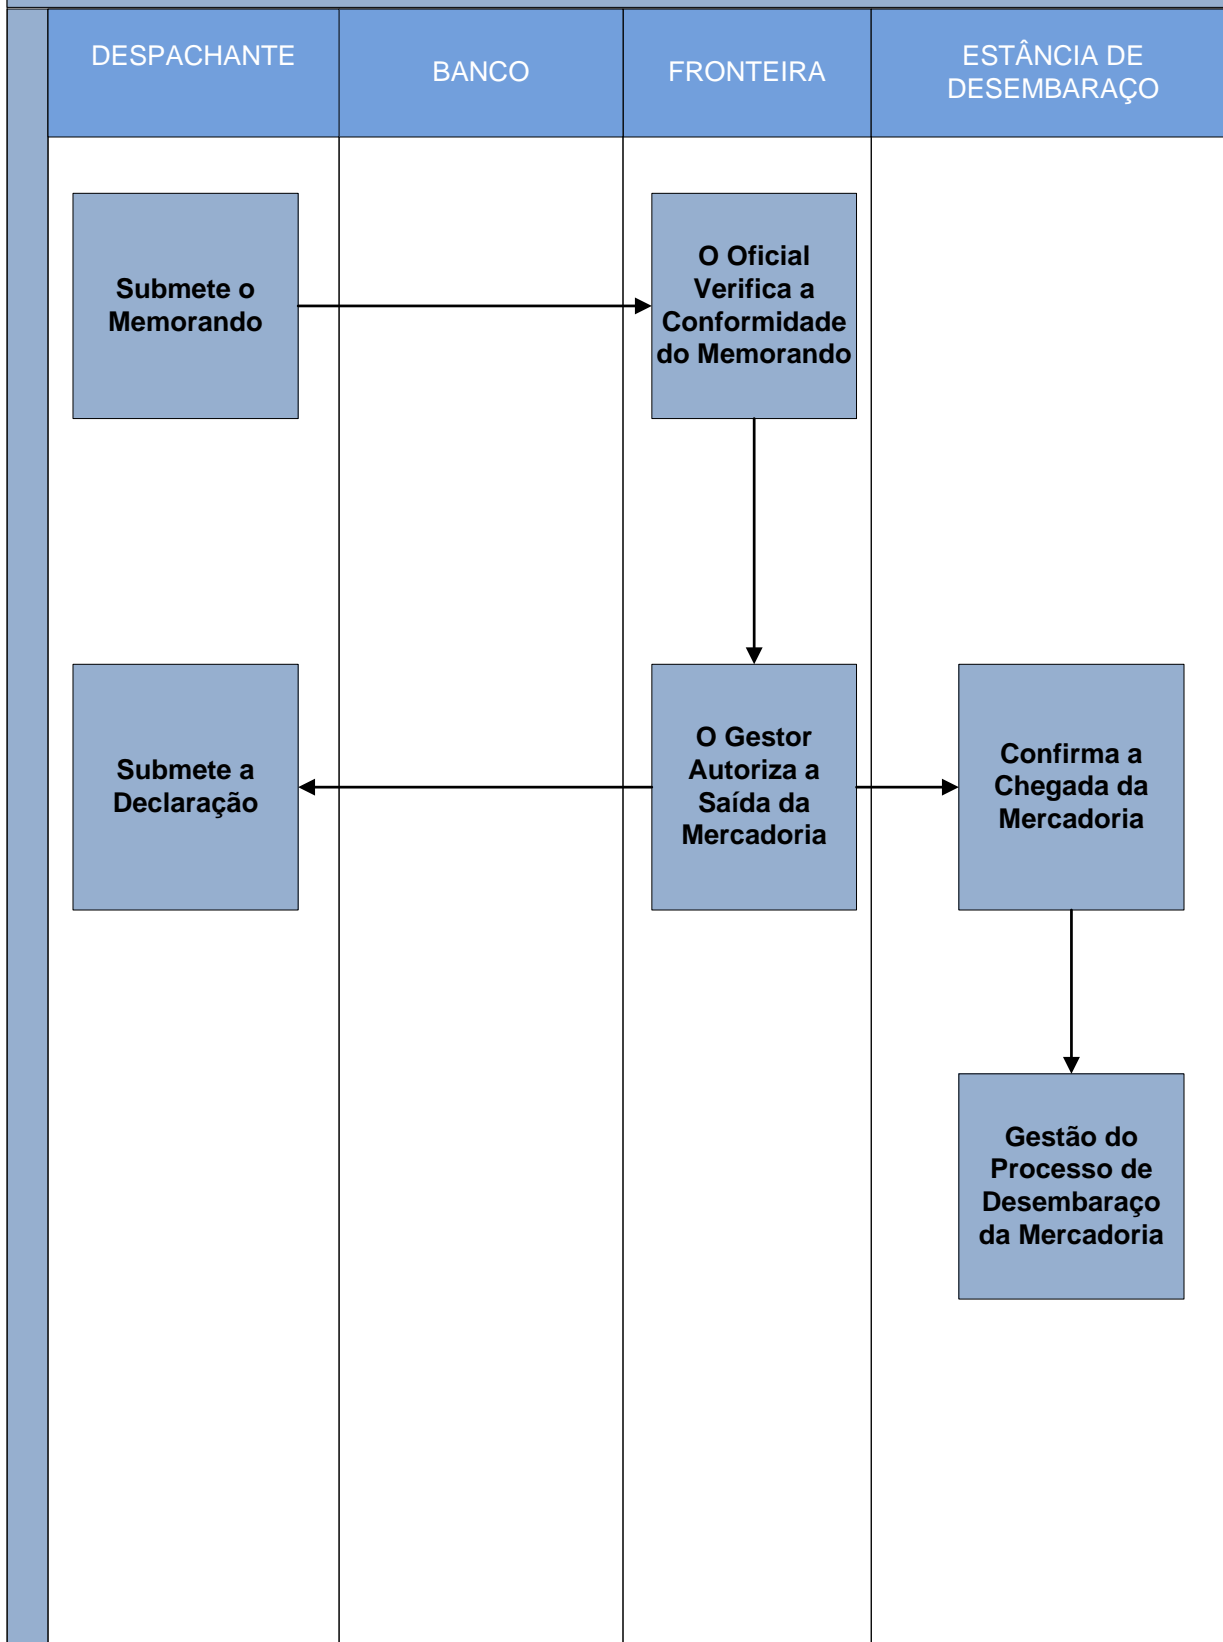 DESPACHANTE
BANCO
FRONTEIRA
ESTÂNCIA DE
DESEMBARAÇO
Submete o
Memorando
O Oficial
Verifica a
Conformidade
do Memorando
Submete a
Declaração
O Gestor
Autoriza a
Saída da
Mercadoria
Confirma a
Chegada da
Mercadoria
Gestão do
Processo de
Desembaraço
da Mercadoria